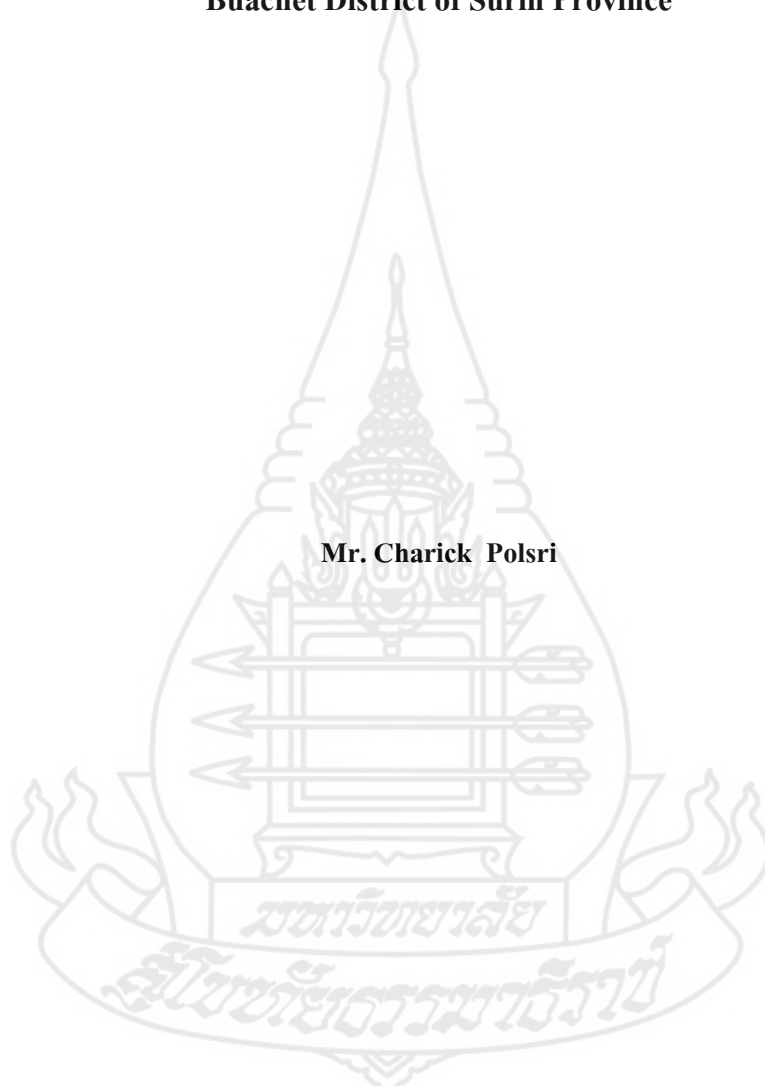 Buachet District of Surin Province
Mr. Charick Polsri
มหาวิทยาลัย
สุโขทัยธรรมาธิราช